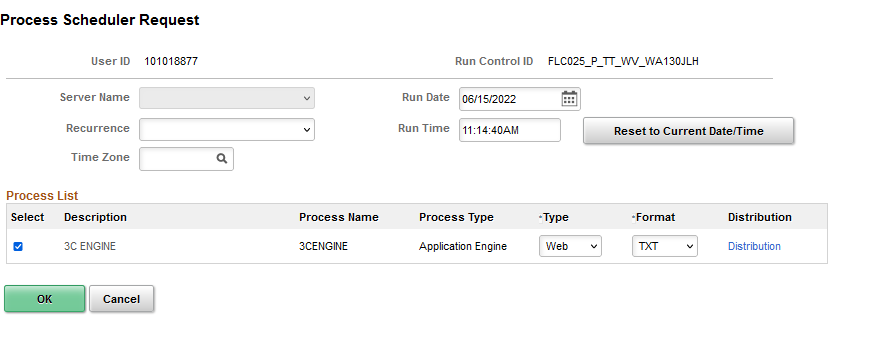 Process Scheduler Request
User ID 101018877 Run Control ID FLC025_P_TT_WV_WA130JLH
Server Name Run Date 06/15/2022
Recurrence Run Time 11:14:40AM Reset to Current Date/Time
Time Zone
Process List
Select Description Process Name Process Type *Type *Format Distribution
3C ENGINE 3CENGINE Application Engine Web TXT Distribution
OK Cancel